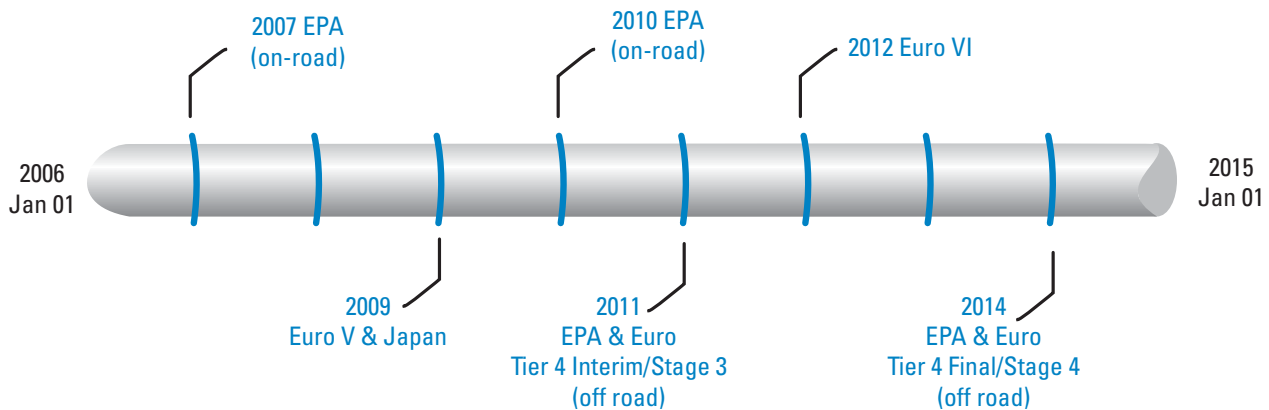 2007 EPA
(on-road)
2010 EPA
(on-road)
2012 Euro VI
2006
Jan 01
2015
Jan 01
2009
Euro V & Japan
2011
EPA & Euro
Tier 4 Interim/Stage 3
(off road)
2014
EPA & Euro
Tier 4 Final/Stage 4
(off road)